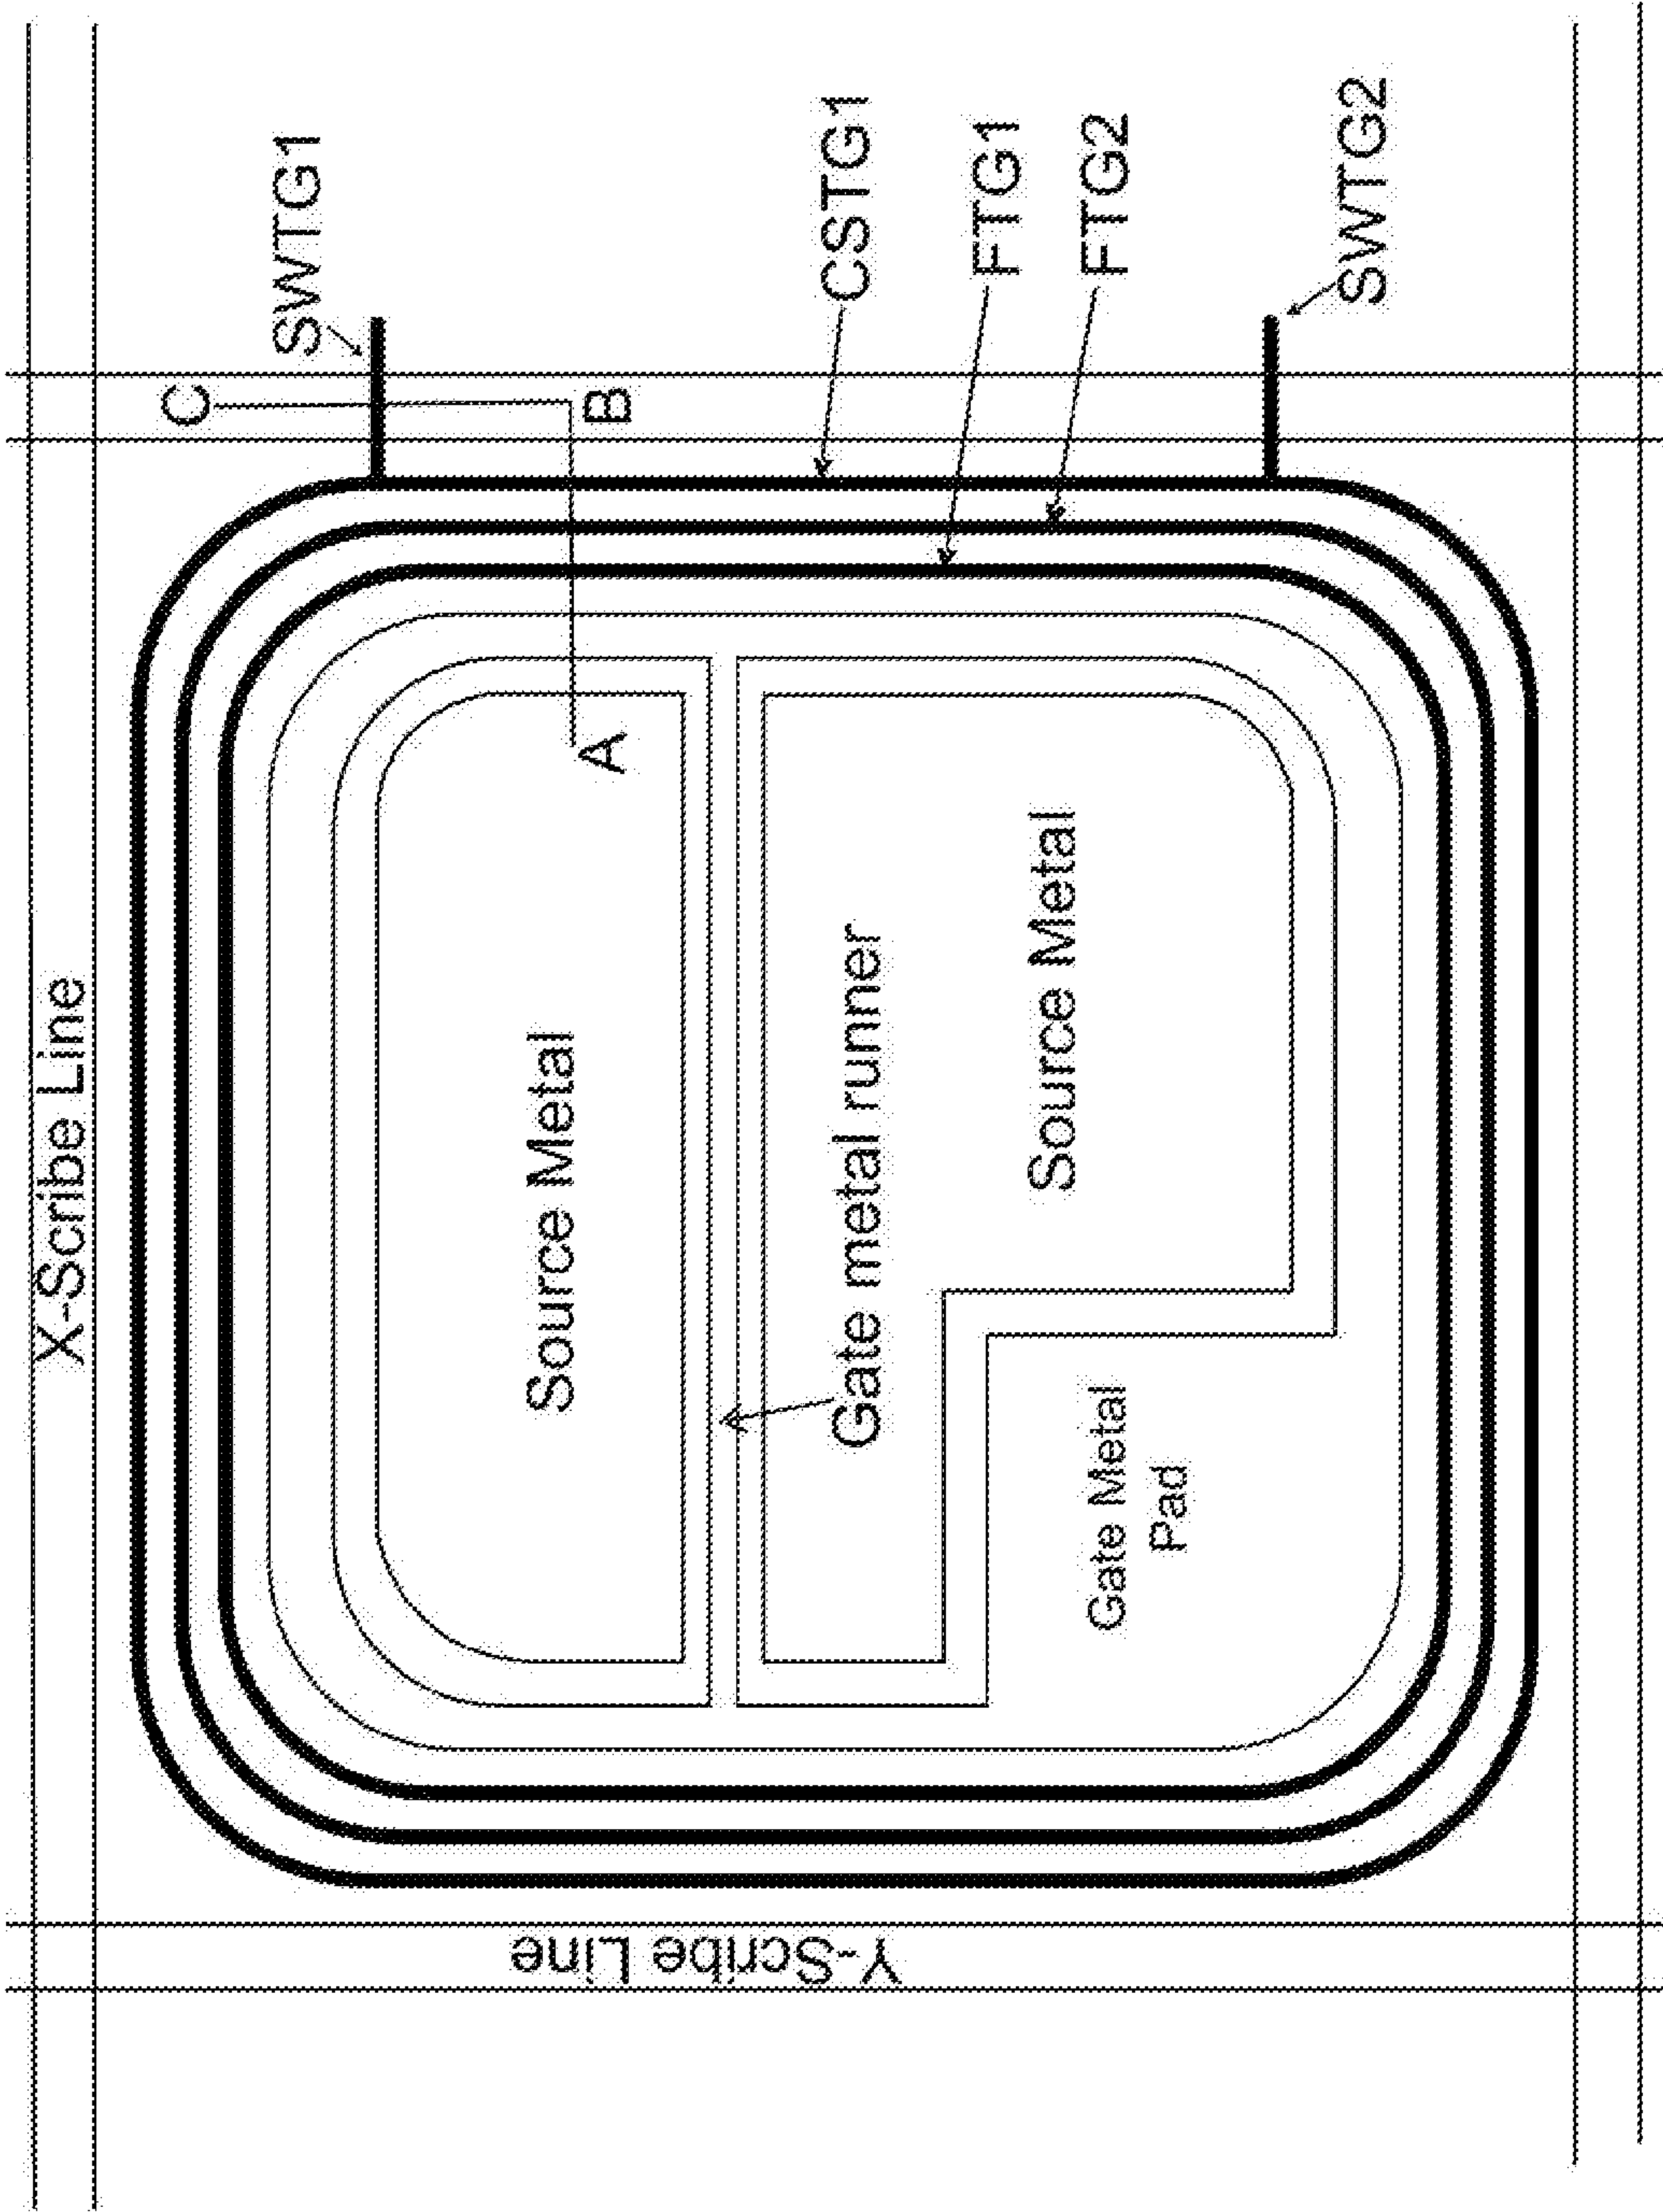 X-Scribe Line
SWTG1
C
B
CSTG1
FTG1
FTG2
SWTG2
A
Source Metal
Gate metal runner
Source Metal
Gate Metal
Pad
Y-Scribe Line